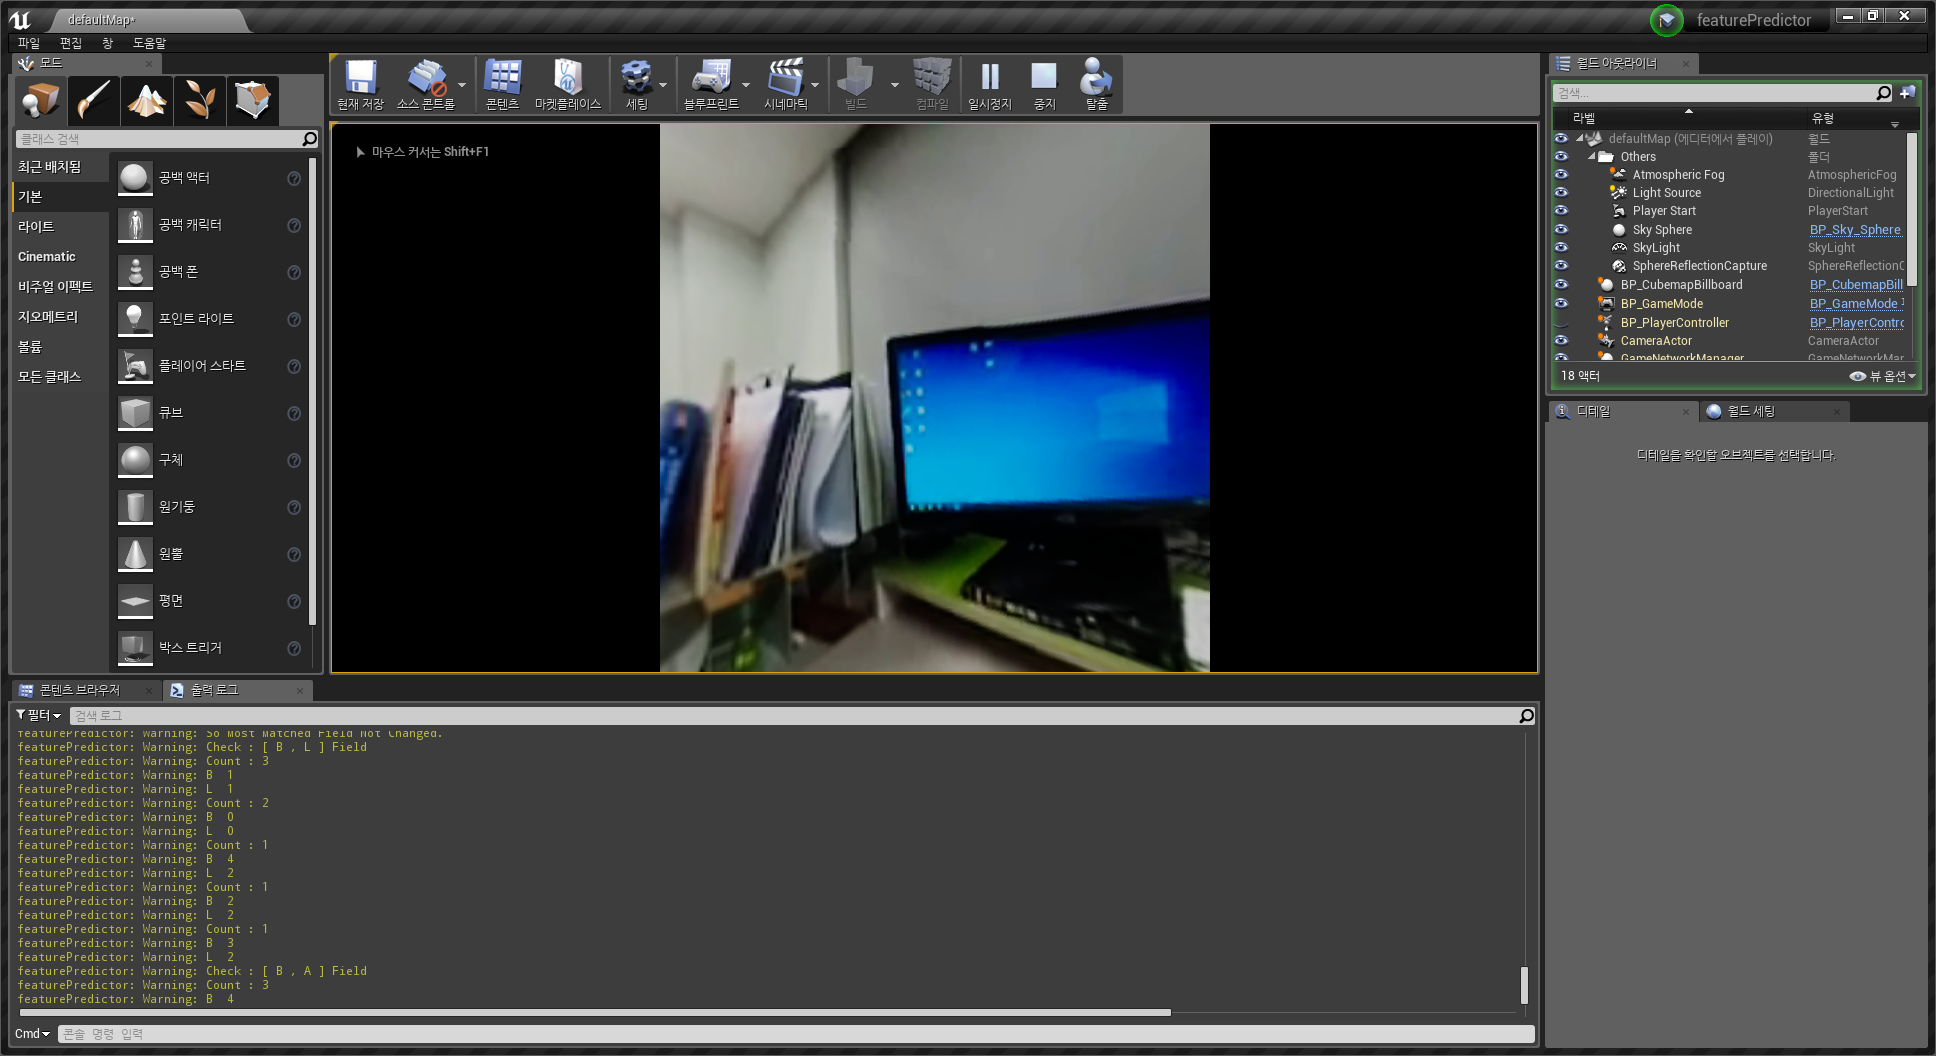 defaultMap*
featurePredictor
파일 편집 창 도움말
모드
현재 저장 소스 콘트롤 콘텐츠 마켓플레이스 세팅 블루프린트 시네마틱 빌드 컴파일 일시정지 중지 탈출
클래스 검색
최근 배치됨
기본
라이트
Cinematic
비주얼 이펙트
지오메트리
볼륨
모든 클래스
공백 액터
공백 캐릭터
공백 폰
포인트 라이트
플레이어 스타트
큐브
구체
원기둥
원뿔
평면
박스 트리거
마우스 커서는 Shift+F1
월드 아웃라이너
검색...
라벨 유형
defaultMap (에디터에서 플레이) 월드
Others 폴더
Atmospheric Fog AtmosphericFog
Light Source DirectionalLight
Player Start PlayerStart
Sky Sphere BP_Sky_Sphere
SkyLight SkyLight
SphereReflectionCapture SphereReflectionC
BP_CubemapBillboard BP_CubemapBill
BP_GameMode BP_GameMode
BP_PlayerController BP_PlayerContro
CameraActor CameraActor
GameNetworkManager GameNetworkMar
18 액터 뷰 옵션
디테일 월드 세팅
디테일을 확인할 오브젝트를 선택합니다.
콘텐츠 브라우저 출력 로그
필터 검색 로그
featurePredictor: Warning: So Most Matched Field Not Changed.
featurePredictor: Warning: Check : [ B , L ] Field
featurePredictor: Warning: Count : 3
featurePredictor: Warning: B 1
featurePredictor: Warning: L 1
featurePredictor: Warning: Count : 2
featurePredictor: Warning: B 0
featurePredictor: Warning: L 0
featurePredictor: Warning: Count : 1
featurePredictor: Warning: B 4
featurePredictor: Warning: L 2
featurePredictor: Warning: Count : 1
featurePredictor: Warning: B 2
featurePredictor: Warning: L 2
featurePredictor: Warning: Count : 1
featurePredictor: Warning: B 3
featurePredictor: Warning: L 2
featurePredictor: Warning: Check : [ B , A ] Field
featurePredictor: Warning: Count : 3
featurePredictor: Warning: B 4
Cmd 콘솔 명령 입력